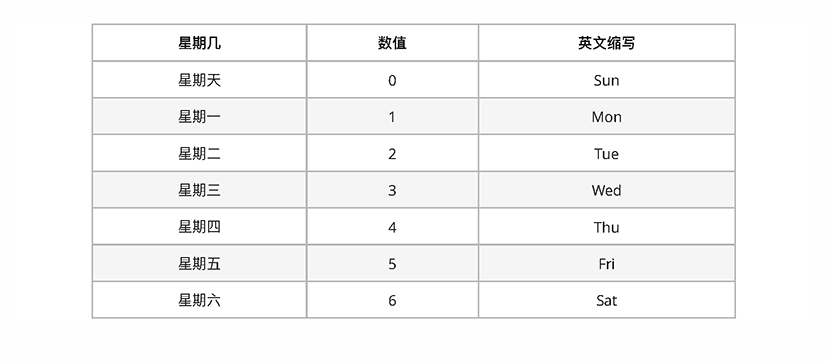 星期几 数值 英文缩写
星期天 0 Sun
星期一 1 Mon
星期二 2 Tue
星期三 3 Wed
星期四 4 Thu
星期五 5 Fri
星期六 6 Sat